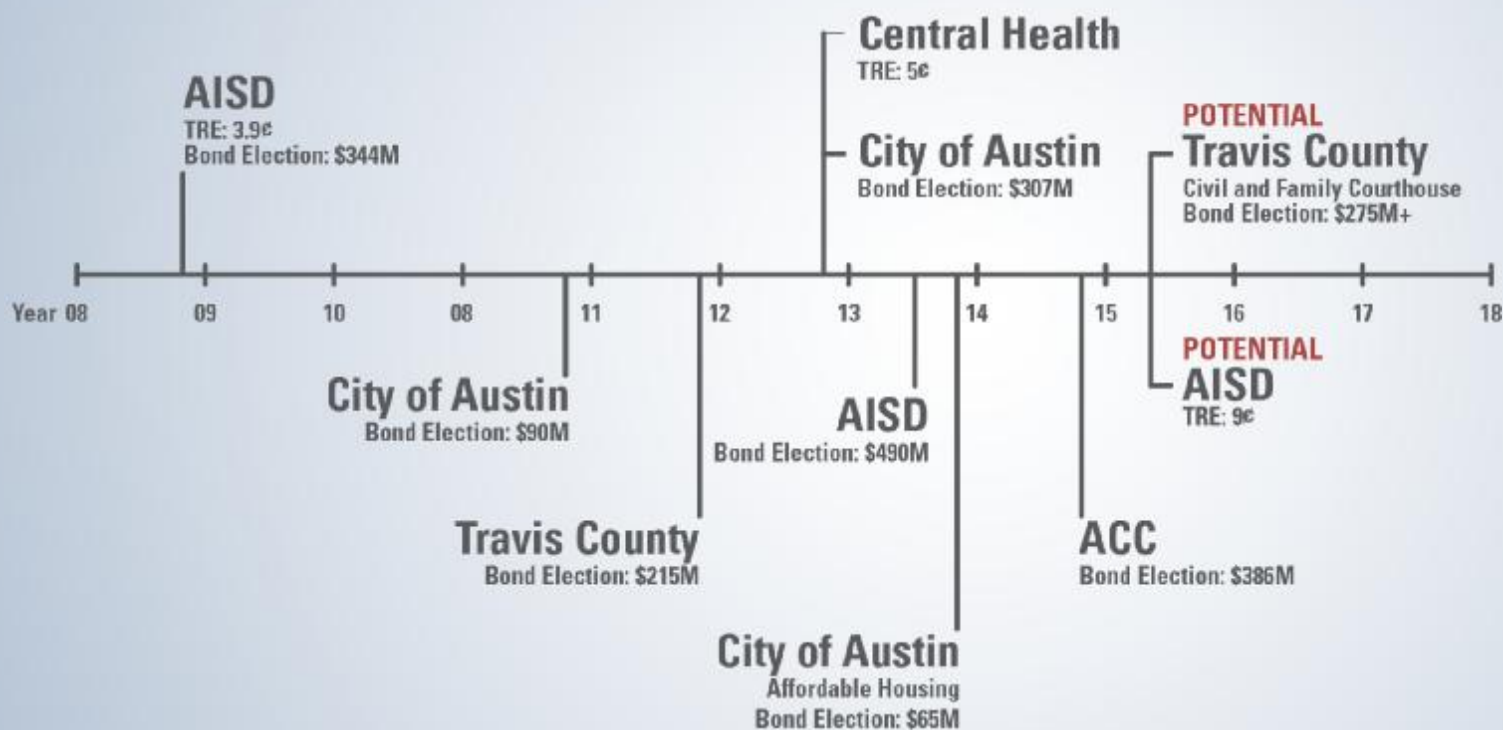 Central Health
TRE: 5¢
AISD
TRE: 3.9¢
Bond Election: $344M
City of Austin
Bond Election: $307M
POTENTIAL
Travis County
Civil and Family Courthouse
Bond Election: $275M+
Year 08
09
10
08
11
12
13
14
15
16
17
18
City of Austin
Bond Election: $90M
AISD
Bond Election: $490M
POTENTIAL
AISD
TRE: 9¢
Travis County
Bond Election: $215M
ACC
Bond Election: $386M
City of Austin
Affordable Housing
Bond Election: $65M